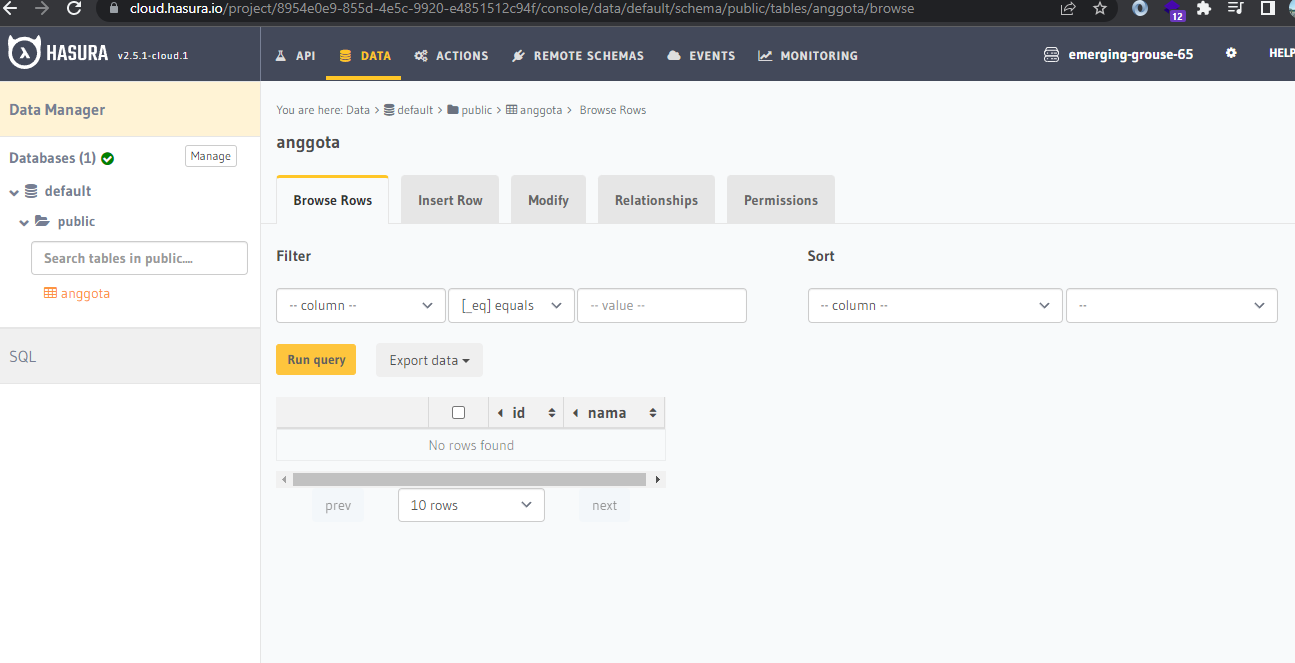 cloud.hasura.io/project/8954e0e9-855d-4e5c-9920-e4851512c94f/console/data/default/schema/public/tables/anggota/browse
12
HASURA v2.5.1-cloud.1
API DATA ACTIONS REMOTE SCHEMAS EVENTS MONITORING emerging-grouse-65 HELP
Data Manager
Databases (1) Manage
default
public
Search tables in public....
anggota
SQL
You are here: Data > default > public > anggota > Browse Rows
anggota
Browse Rows Insert Row Modify Relationships Permissions
Filter Sort
-- column -- [_eq] equals -- value -- -- column -- --
Run query Export data
id nama
No rows found
prev 10 rows next